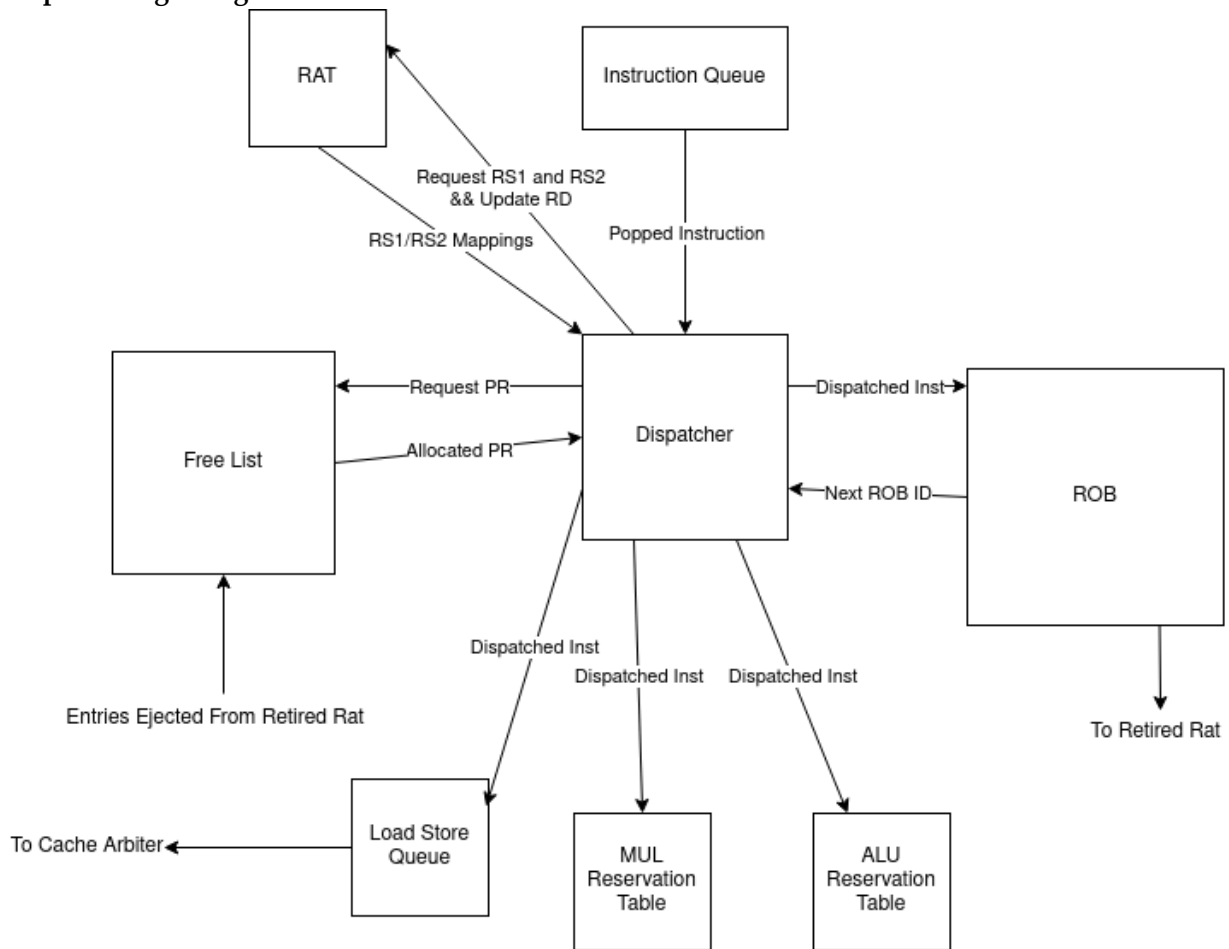 RAT
Instruction Queue
Request RS1 and RS2
&& Update RD
Popped Instruction
RS1/RS2 Mappings
Request PR
Dispatched Inst
Dispatcher
Allocated PR
Free List
Next ROB ID
ROB
Dispatched Inst
Dispatched Inst
Dispatched Inst
Entries Ejected From Retired Rat
To Retired Rat
To Cache Arbiter
Load Store
Queue
MUL
Reservation
Table
ALU
Reservation
Table